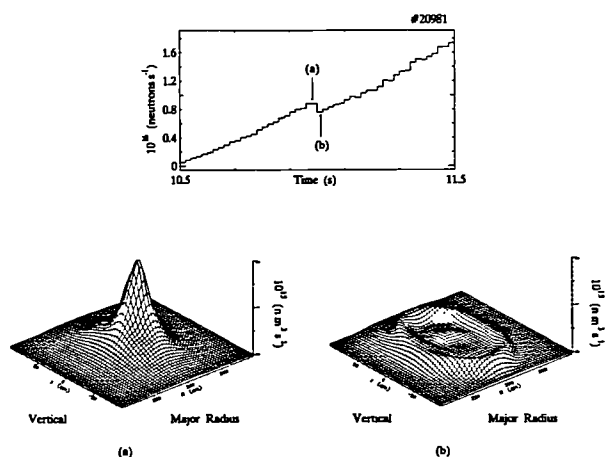 #20981
1.6
(a)
1.2
0.8
(b)
0.4
0
10¹⁶ (neutrons s⁻¹)
10.5
Time (s)
11.5
Vertical
Major Radius
(a)
Vertical
Major Radius
(b)